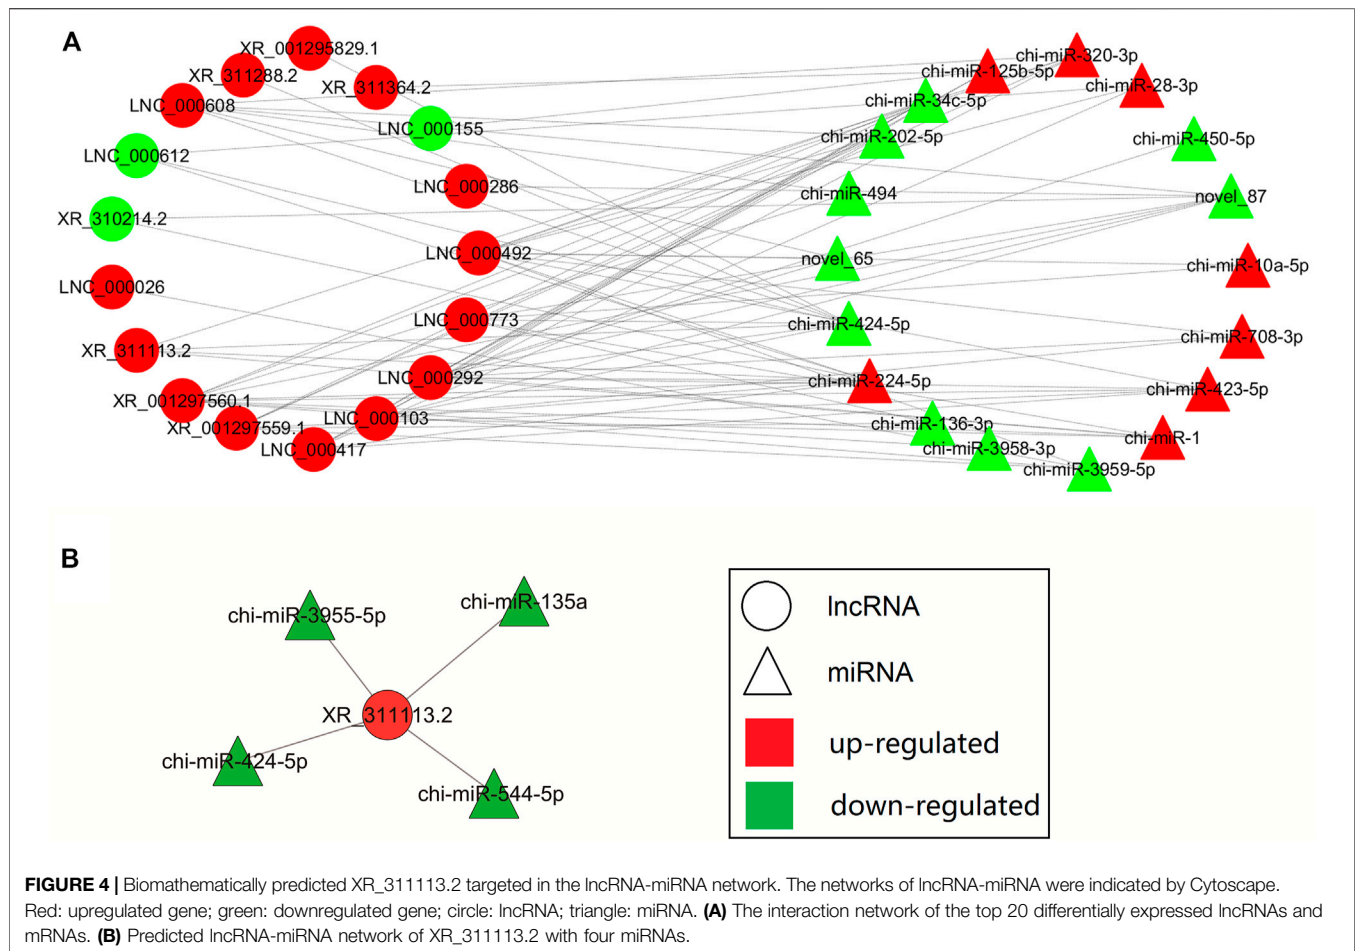 A
XR_001295829.1
XR_311288.2
XR_311364.2
LNC_000608
LNC_000155
LNC_000612
LNC_000286
XR_310214.2
LNC_000492
LNC_000026
LNC_000773
XR_311113.2
LNC_000292
XR_001297560.1
LNC_000103
XR_001297559.1
LNC_000417
chi-miR-320-3p
chi-miR-125b-5p
chi-miR-28-3p
chi-miR-34c-5p
chi-miR-202-5p
chi-miR-450-5p
chi-miR-494
novel_87
novel_65
chi-miR-10a-5p
chi-miR-424-5p
chi-miR-708-3p
chi-miR-224-5p
chi-miR-423-5p
chi-miR-136-3p
chi-miR-1
chi-miR-3958-3p
chi-miR-3959-5p
B
chi-miR-3955-5p
chi-miR-135a
XR_311113.2
chi-miR-424-5p
chi-miR-544-5p
lncRNA
miRNA
up-regulated
down-regulated
FIGURE 4 | Biomathematically predicted XR_311113.2 targeted in the lncRNA-miRNA network. The networks of lncRNA-miRNA were indicated by Cytoscape.
Red: upregulated gene; green: downregulated gene; circle: lncRNA; triangle: miRNA. (A) The interaction network of the top 20 differentially expressed lncRNAs and
mRNAs. (B) Predicted lncRNA-miRNA network of XR_311113.2 with four miRNAs.